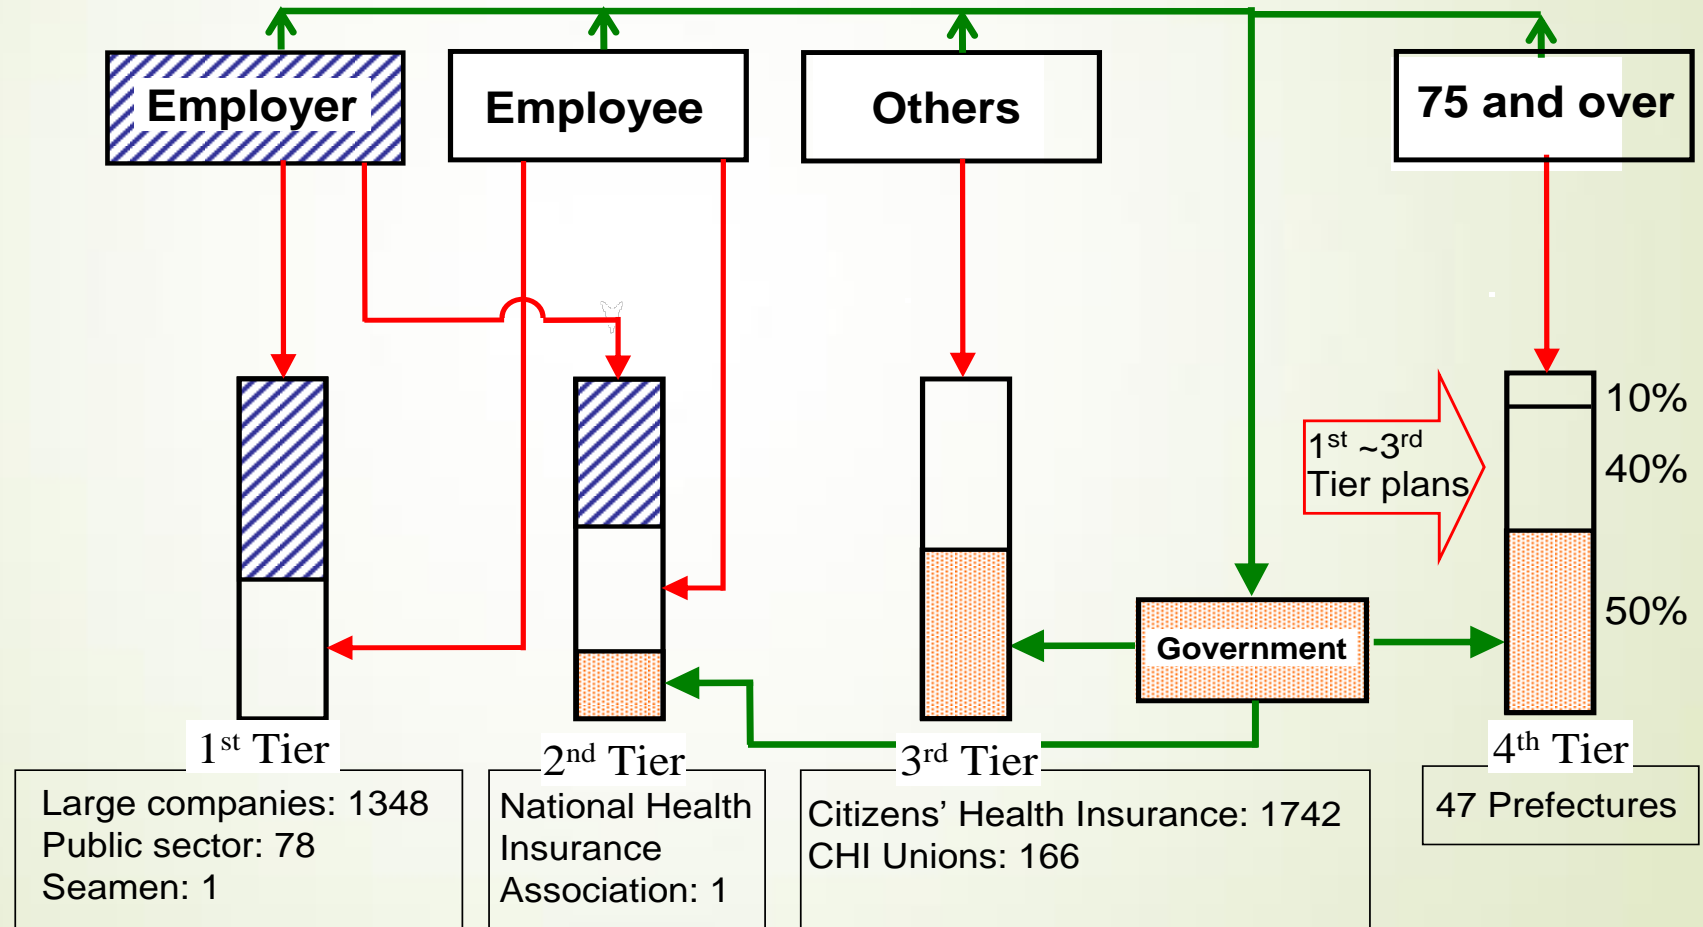 Employer
Employee
Others
75 and over
10%
1st ~3rd
Tier plans
40%
50%
Government
1st Tier
2nd Tier
3rd Tier
4th Tier
Large companies: 1348
Public sector: 78
Seamen: 1
National Health
Insurance
Association: 1
Citizens’ Health Insurance: 1742
CHI Unions: 166
47 Prefectures